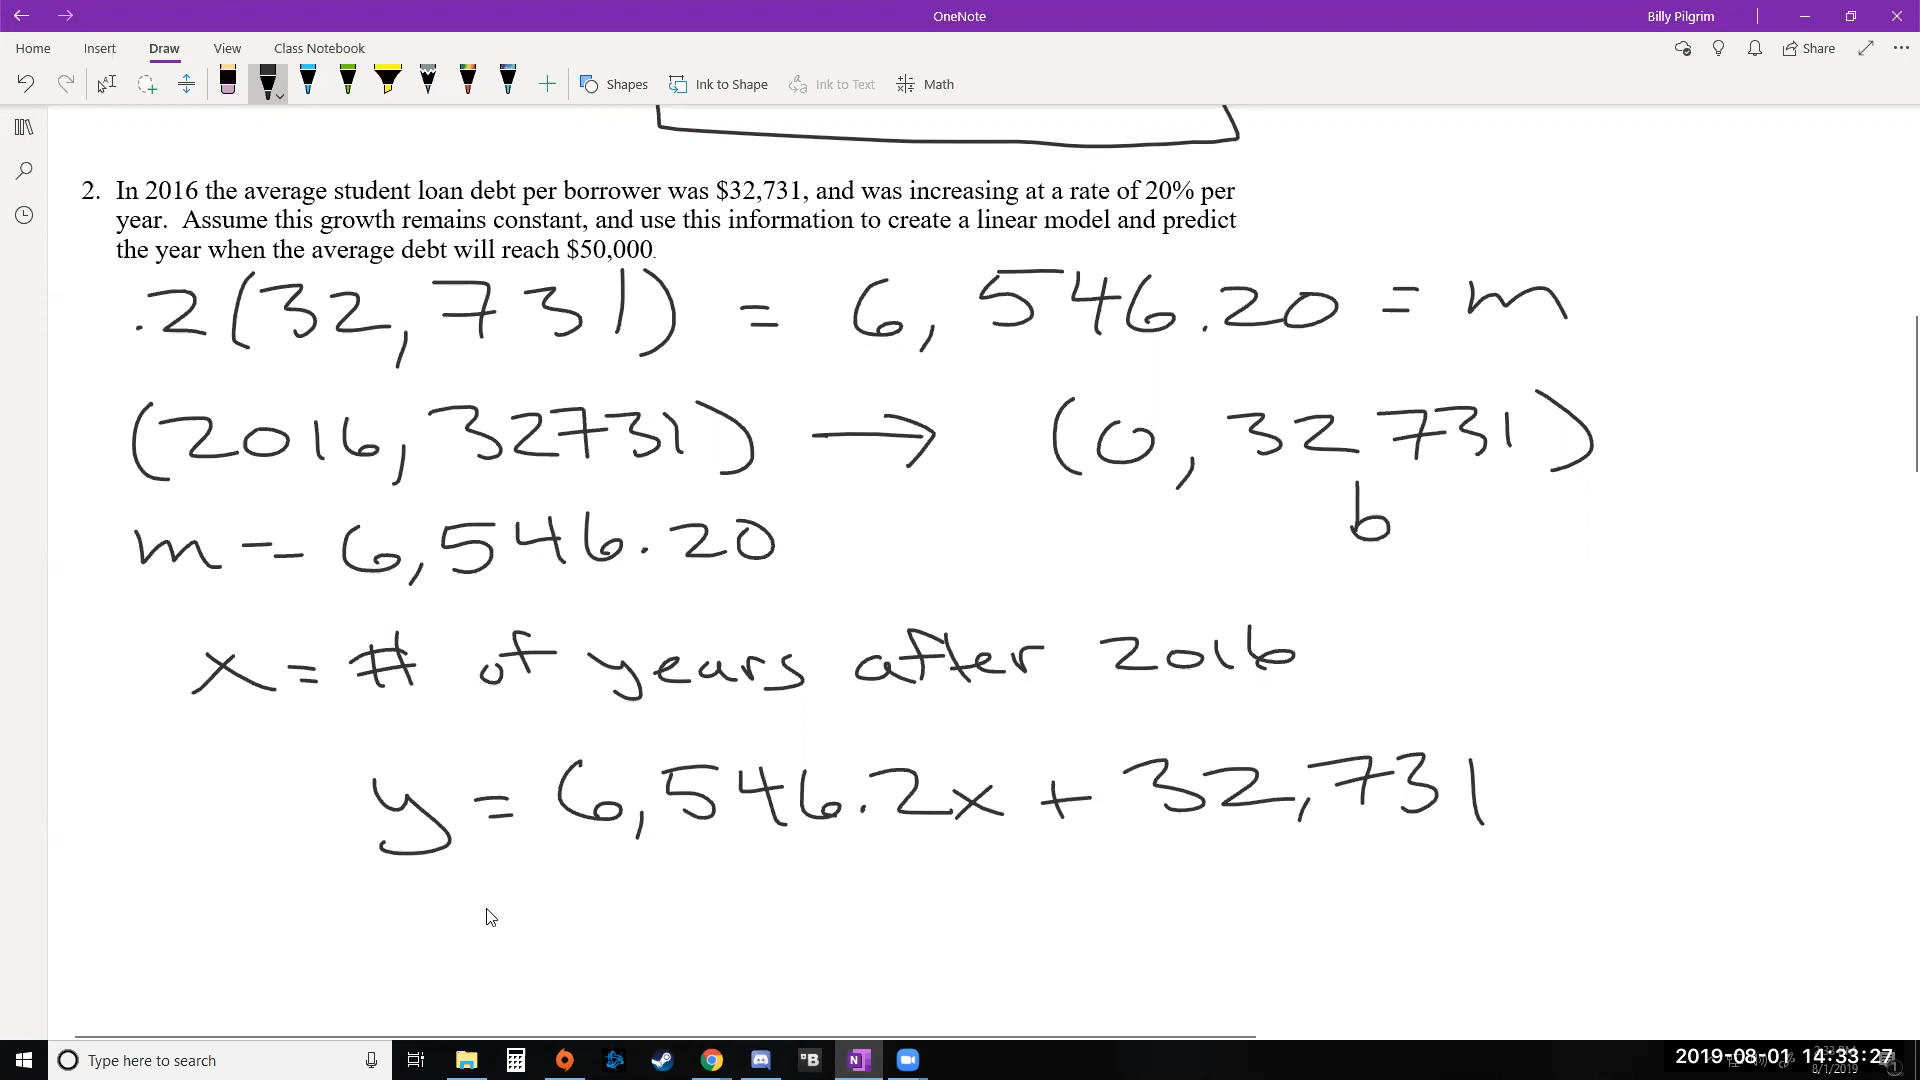 OneNote
Billy Pilgrim
Home Insert Draw View Class Notebook
Share
Shapes Ink to Shape Ink to Text Math
2. In 2016 the average student loan debt per borrower was $32,731, and was increasing at a rate of 20% per
year. Assume this growth remains constant, and use this information to create a linear model and predict
the year when the average debt will reach $50,000.
.2(32,731) = 6,546.20 = m
(2016, 32731) → (0, 32731)
b
m = 6,546.20
x = # of years after 2016
y = 6,546.2x + 32,731
Type here to search
2019-08-01 14:33:27
8/1/2019